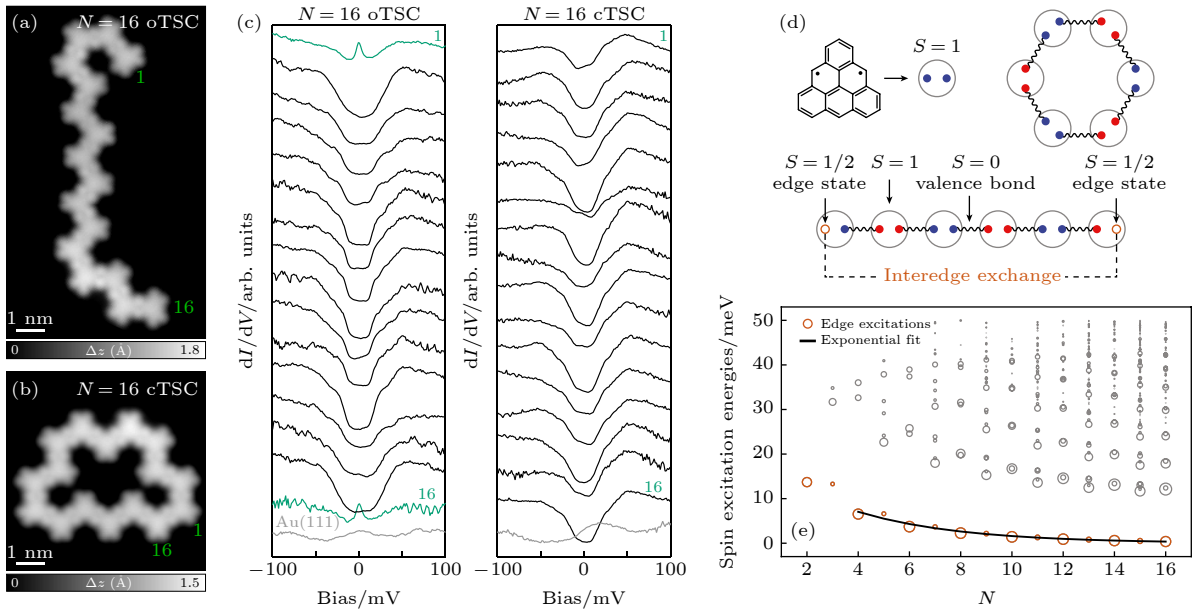 (a)
N = 16 oTSC
1
16
1 nm
0
Δz (Å)
1.8
(b)
N = 16 cTSC
1
16
1 nm
0
Δz (Å)
1.5
(c)
N = 16 oTSC
1
16
Au(111)
dI/dV/arb. units
−100
0
100
Bias/mV
N = 16 cTSC
1
16
dI/dV/arb. units
−100
0
100
Bias/mV
(d)
S = 1
S = 1/2
edge state
S = 1
S = 0
valence bond
S = 1/2
edge state
Interedge exchange
Edge excitations
Exponential fit
(e)
Spin excitation energies/meV
50
40
30
20
10
0
2
4
6
8
10
12
14
16
N